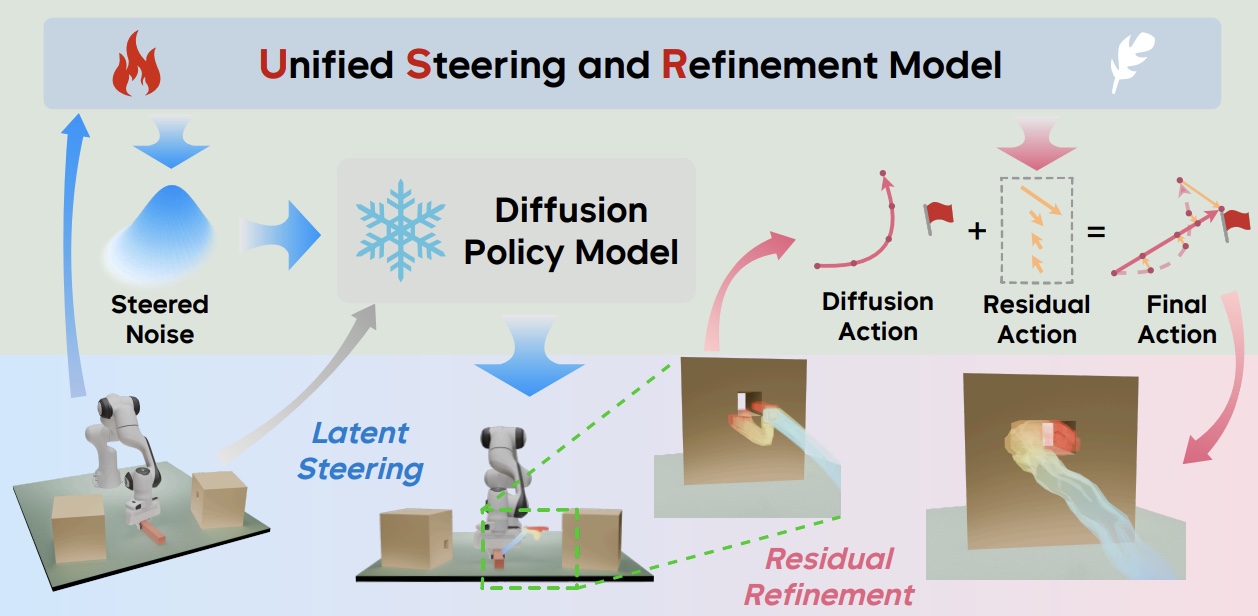 Unified Steering and Refinement Model
Diffusion
Policy Model
Steered
Noise
+
=
Diffusion
Action
Residual
Action
Final
Action
Latent
Steering
Residual
Refinement